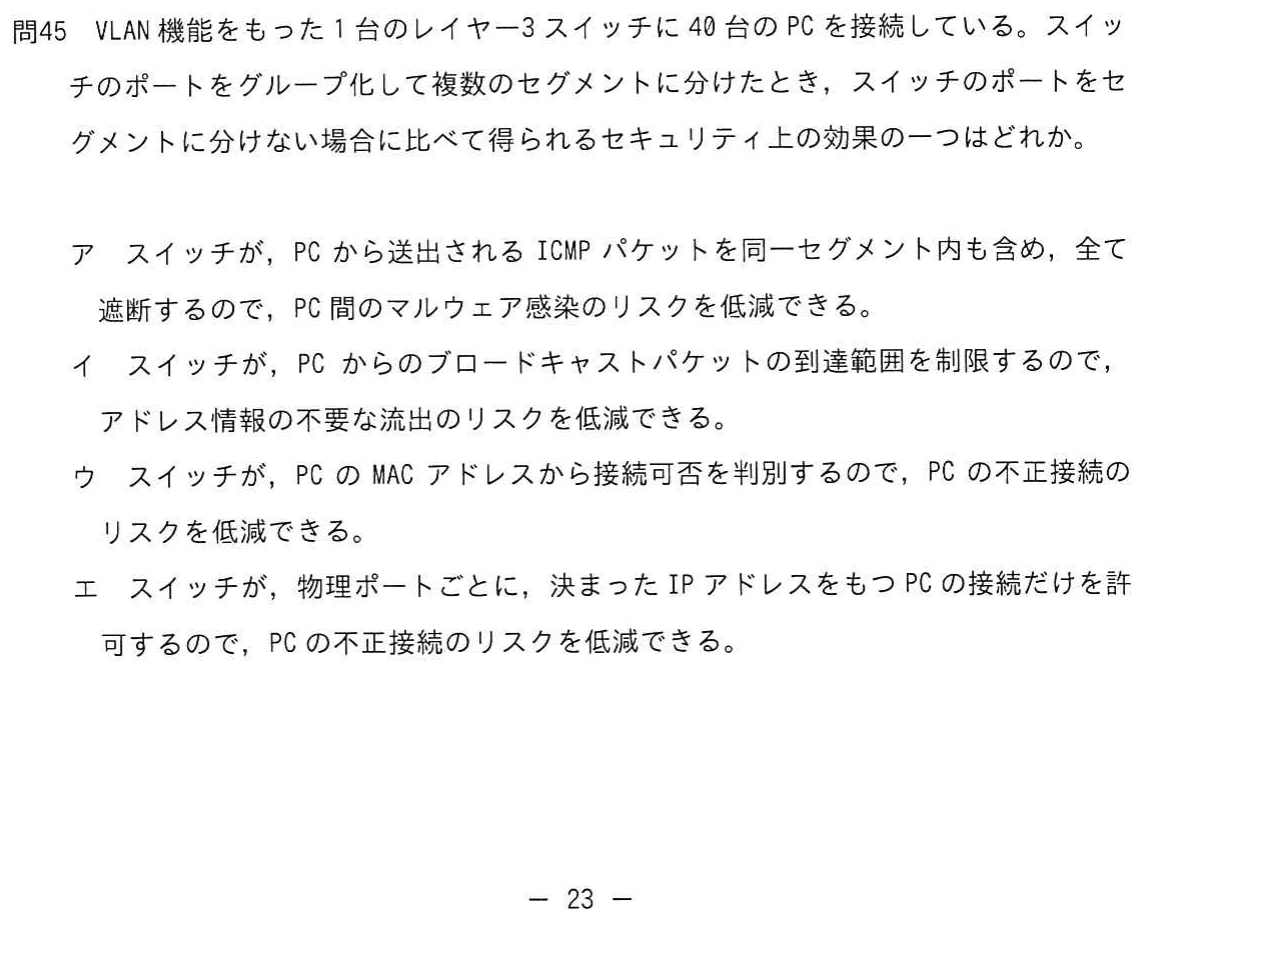 問45 VLAN 機能をもった 1 台のレイヤー3 スイッチに 40 台の PC を接続している。スイッ
チのポートをグループ化して複数のセグメントに分けたとき，スイッチのポートをセ
グメントに分けない場合に比べて得られるセキュリティ上の効果の一つはどれか。
ア スイッチが，PC から送出される ICMP パケットを同一セグメント内も含め，全て
遮断するので，PC 間のマルウェア感染のリスクを低減できる。
イ スイッチが，PC からのブロードキャストパケットの到達範囲を制限するので，
アドレス情報の不要な流出のリスクを低減できる。
ウ スイッチが，PC の MAC アドレスから接続可否を判別するので，PC の不正接続の
リスクを低減できる。
エ スイッチが，物理ポートごとに，決まった IP アドレスをもつ PC の接続だけを許
可するので，PC の不正接続のリスクを低減できる。
― 23 ―